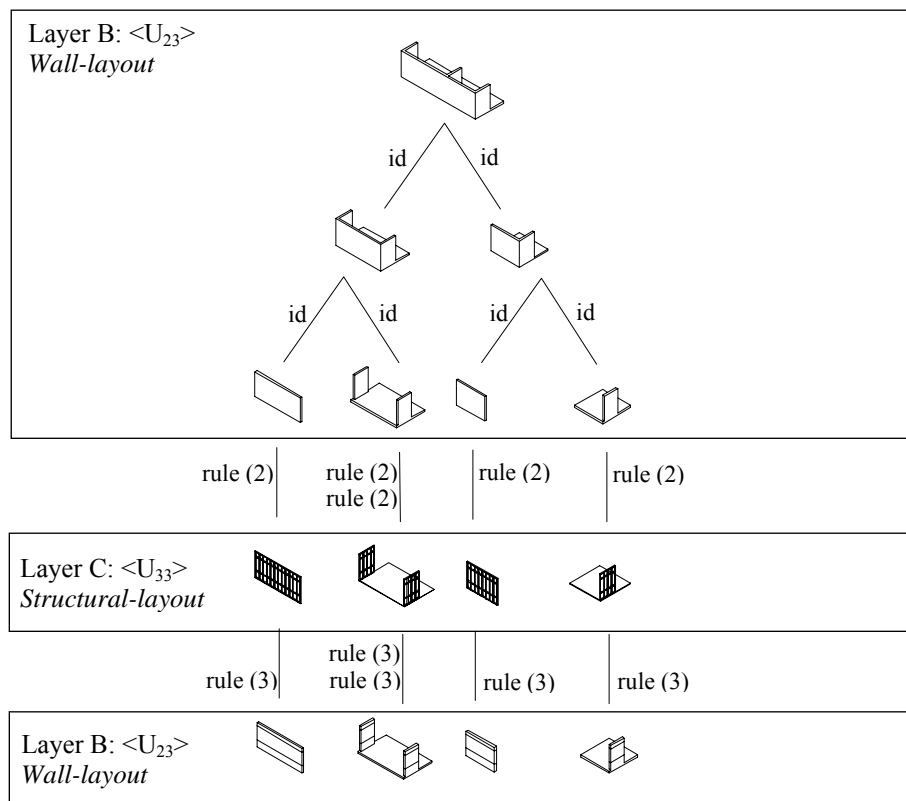 Layer B: <U₂₃>
Wall-layout
id id
id id id id
rule (2) rule (2) rule (2) rule (2)
rule (2)
Layer C: <U₃₃>
Structural-layout
rule (3)
rule (3) rule (3) rule (3) rule (3)
Layer B: <U₂₃>
Wall-layout